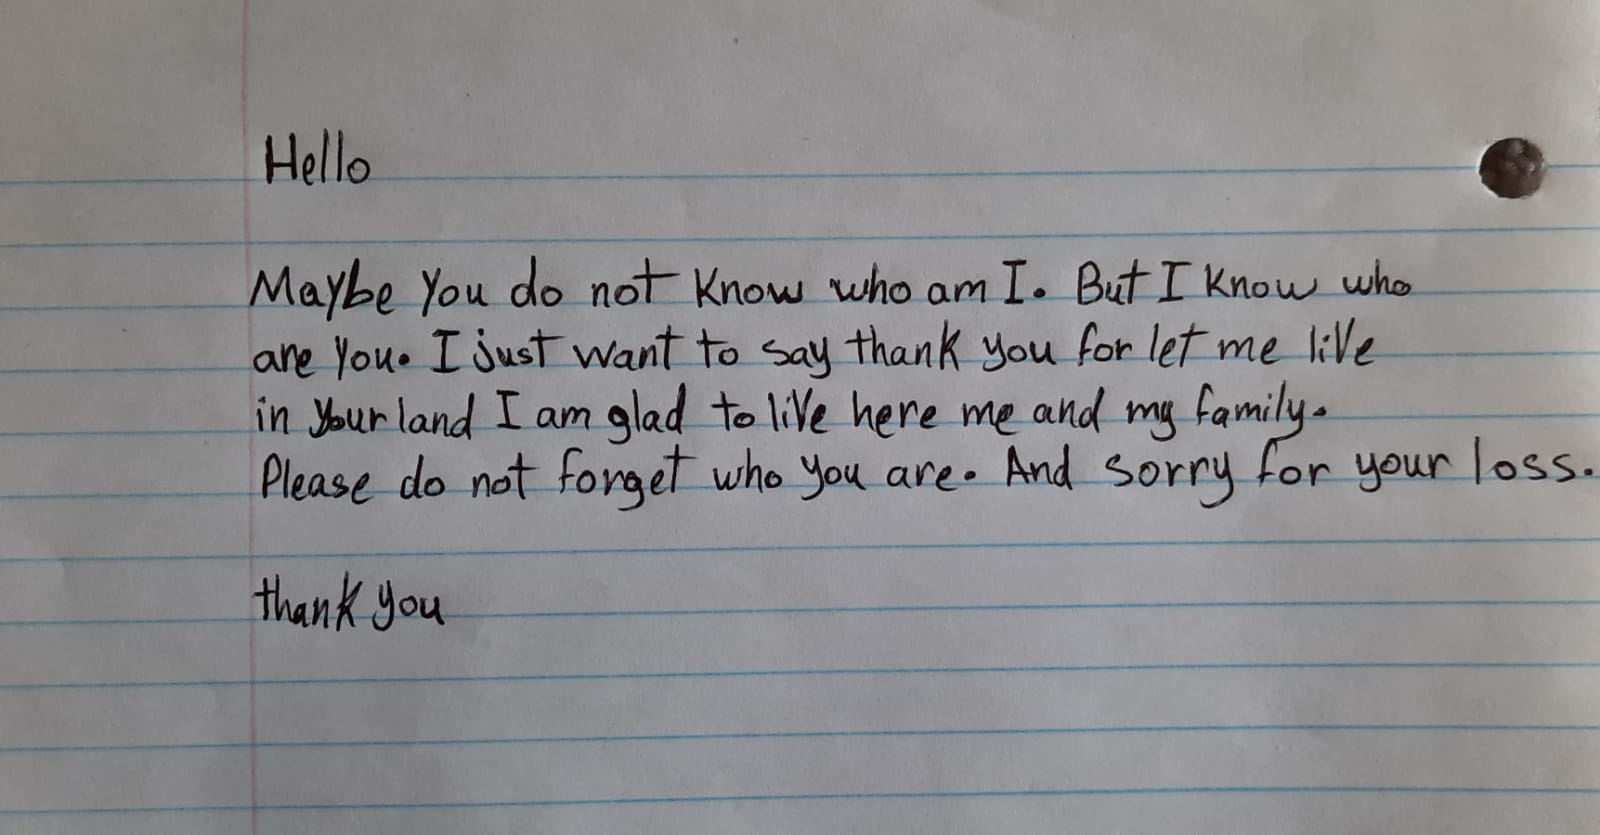 Hello
Maybe you do not know who am I. But I know who
are you. I just want to say thank you for let me live
in your land I am glad to live here me and my family.
Please do not forget who you are. And sorry for your loss.
thank you